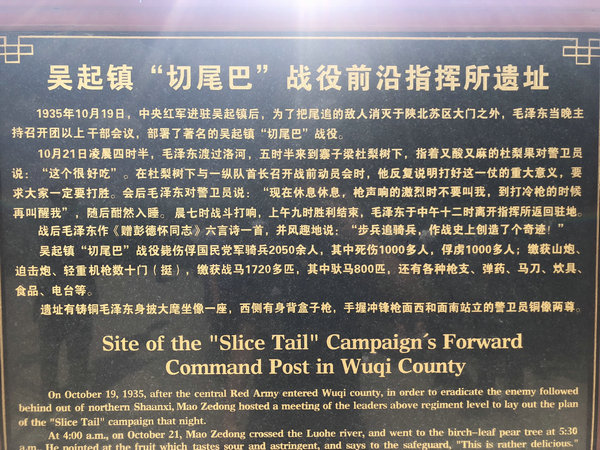 吴起镇“切尾巴”战役前沿指挥所遗址
1935年10月19日，中央红军进驻吴起镇后，为了把尾追的敌人消灭于陕北苏区大门之外，毛泽东当晚主
持召开团以上干部会议，部署了著名的吴起镇“切尾巴”战役。
10月21日凌晨四时半，毛泽东渡过洛河，五时半来到寨子梁杜梨树下，指着又酸又麻的杜梨果对警卫员
说：“这个很好吃”。在杜梨树下与一纵队首长召开战前动员会时，他反复说明打好这一仗的重大意义，要
求大家一定要打胜。会后毛泽东对警卫员说：“现在休息休息，枪声响的激烈时不要叫我，到打冷枪的时候
再叫醒我”，随后酣然入睡。晨七时战斗打响，上午九时胜利结束，毛泽东于中午十二时离开指挥所返回驻地。
战后毛泽东作《赠彭德怀同志》六言诗一首，并风趣地说：“步兵追骑兵，作战史上创造了个奇迹！”
吴起镇“切尾巴”战役毙伤俘国民党军骑兵2050余人，其中死伤1000多人，俘虏1000多人；缴获山炮、
迫击炮、轻重机枪数十门（挺），缴获战马1720多匹，其中驮马800匹，还有各种枪支、弹药、马刀、炊具、
食品、电台等。
遗址有铸铜毛泽东身披大氅坐像一座，西侧有身背盒子枪，手握冲锋枪面西和面南站立的警卫员铜像两尊。
Site of the "Slice Tail" Campaign's Forward
Command Post in Wuqi County
On October 19, 1935, after the central Red Army entered Wuqi county, in order to eradicate the enemy followed
behind out of northern Shaanxi, Mao Zedong hosted a meeting of the leaders above regiment level to lay out the plan
of the "Slice Tail" campaign that night.
At 4:00 a.m., on October 21, Mao Zedong crossed the Luohe river, and went to the birch-leaf pear tree at 5:30
a.m. He pointed at the fruit which tastes sour and astringent, and says to the safeguard, "This is rather delicious."